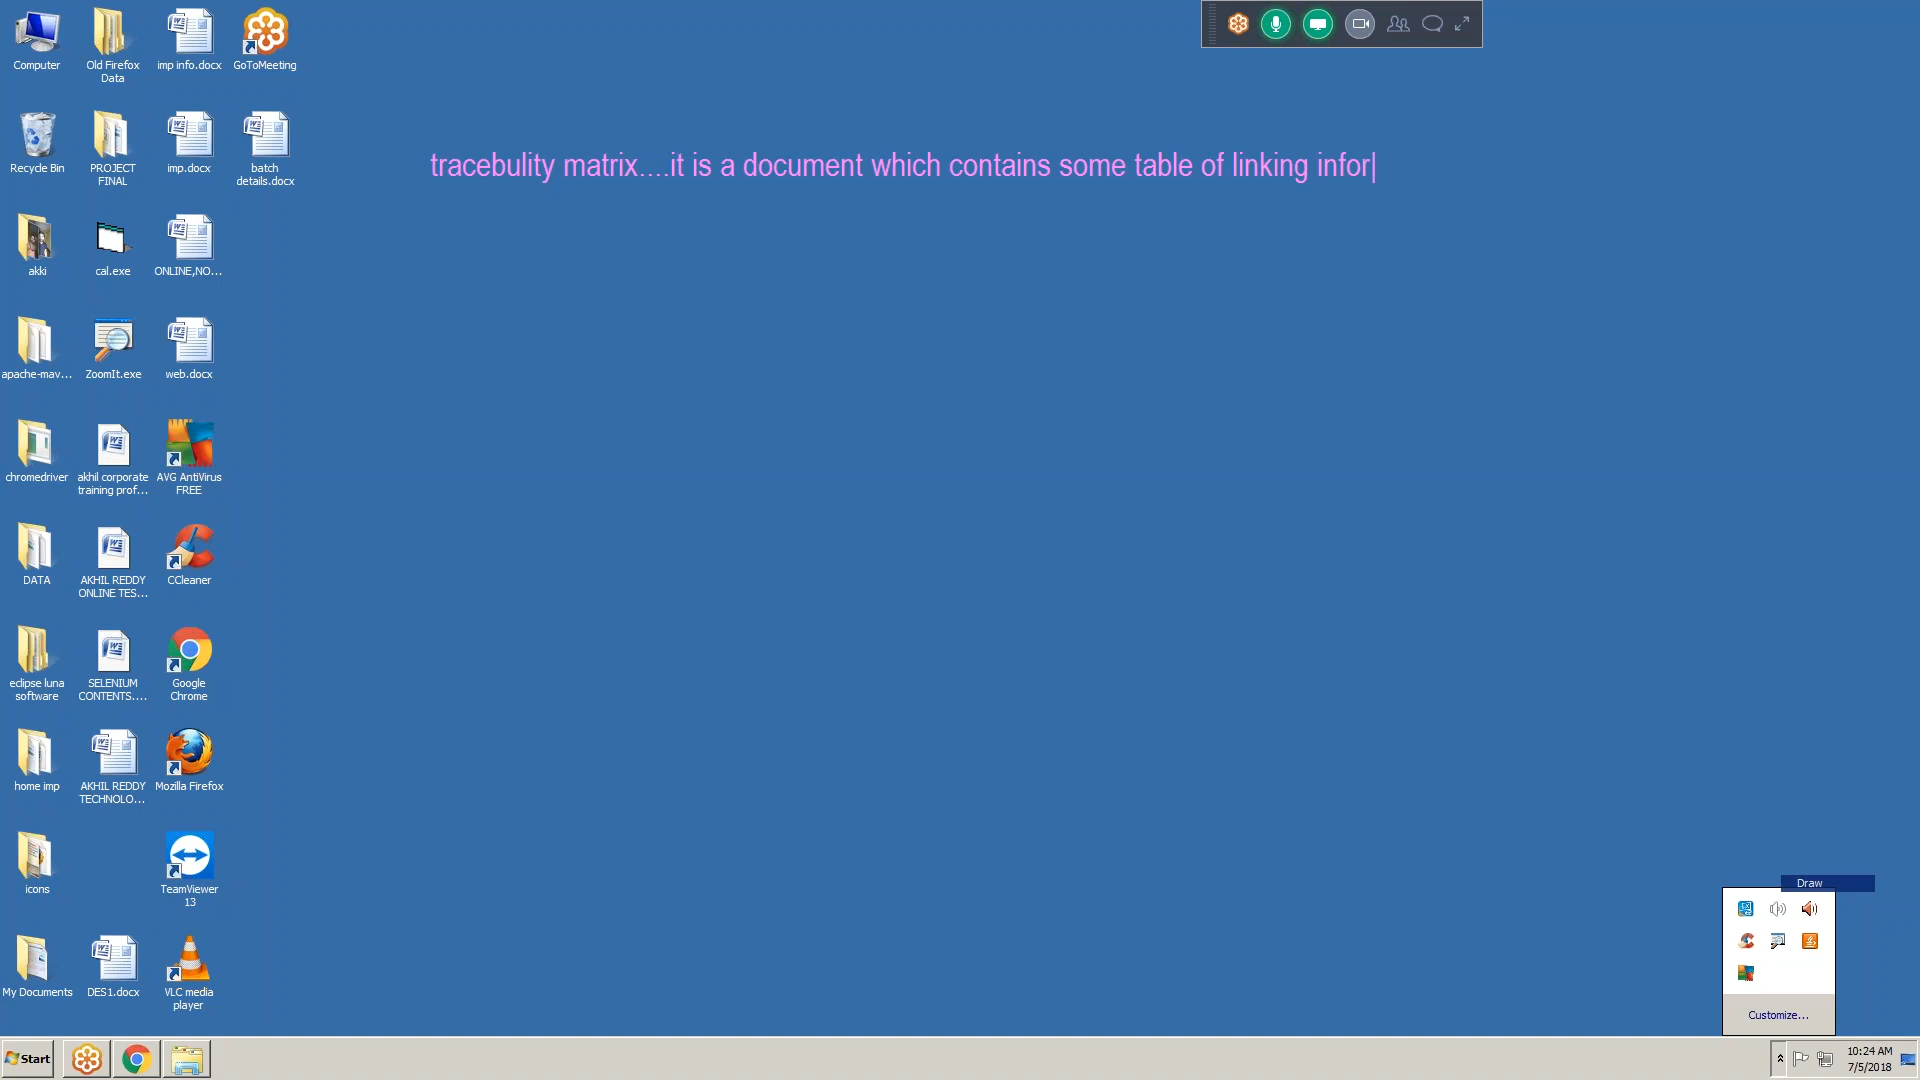 Computer
Old Firefox
Data
imp info.docx
GoToMeeting
tracebulity matrix....it is a document which contains some table of linking infor
Recycle Bin
PROJECT
FINAL
imp.docx
batch
details.docx
akki
cal.exe
ONLINE,NO...
apache-mav...
ZoomIt.exe
web.docx
chromedriver
akhil corporate
training prof...
AVG AntiVirus
FREE
DATA
AKHIL REDDY
ONLINE TES...
CCleaner
eclipse luna
software
SELENIUM
CONTENTS....
Google
Chrome
home imp
AKHIL REDDY
TECHNOLO...
Mozilla Firefox
icons
TeamViewer
13
My Documents
DES1.docx
VLC media
player
Draw
Customize...
Start
10:24 AM
7/5/2018